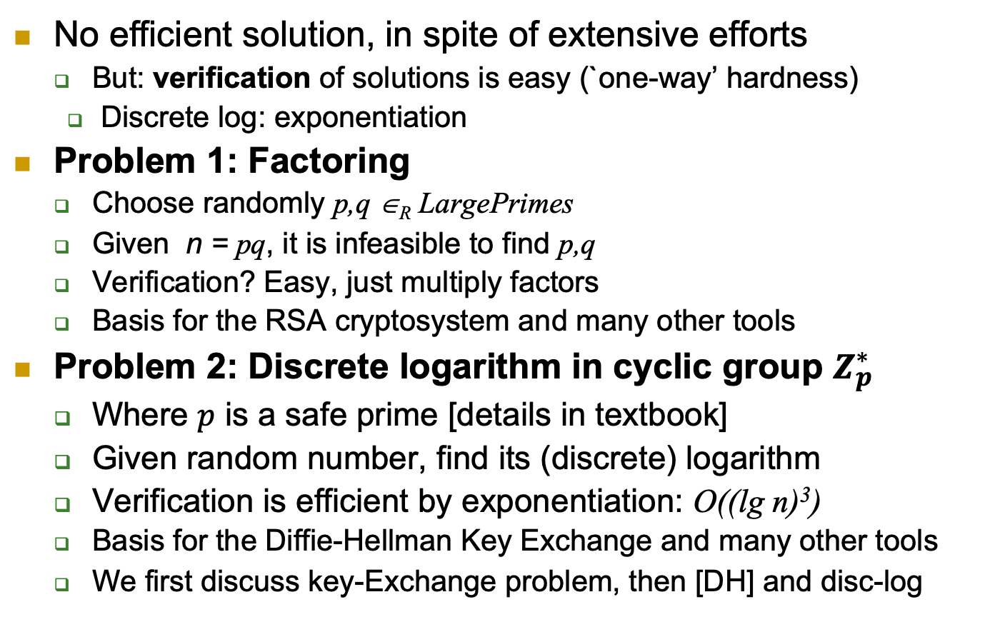 No efficient solution, in spite of extensive efforts
But: verification of solutions is easy (`one-way’ hardness)
Discrete log: exponentiation
Problem 1: Factoring
Choose randomly p,q ∈R LargePrimes
Given n = pq, it is infeasible to find p,q
Verification? Easy, just multiply factors
Basis for the RSA cryptosystem and many other tools
Problem 2: Discrete logarithm in cyclic group Z*p
Where p is a safe prime [details in textbook]
Given random number, find its (discrete) logarithm
Verification is efficient by exponentiation: O((lg n)³)
Basis for the Diffie-Hellman Key Exchange and many other tools
We first discuss key-Exchange problem, then [DH] and disc-log